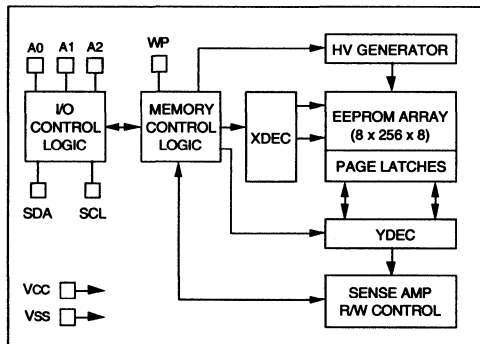 A0 A1 A2 WP
HV GENERATOR
I/O
CONTROL
LOGIC
MEMORY
CONTROL
LOGIC
XDEC
EEPROM ARRAY
(8 x 256 x 8)
PAGE LATCHES
SDA SCL
YDEC
VCC
VSS
SENSE AMP
R/W CONTROL